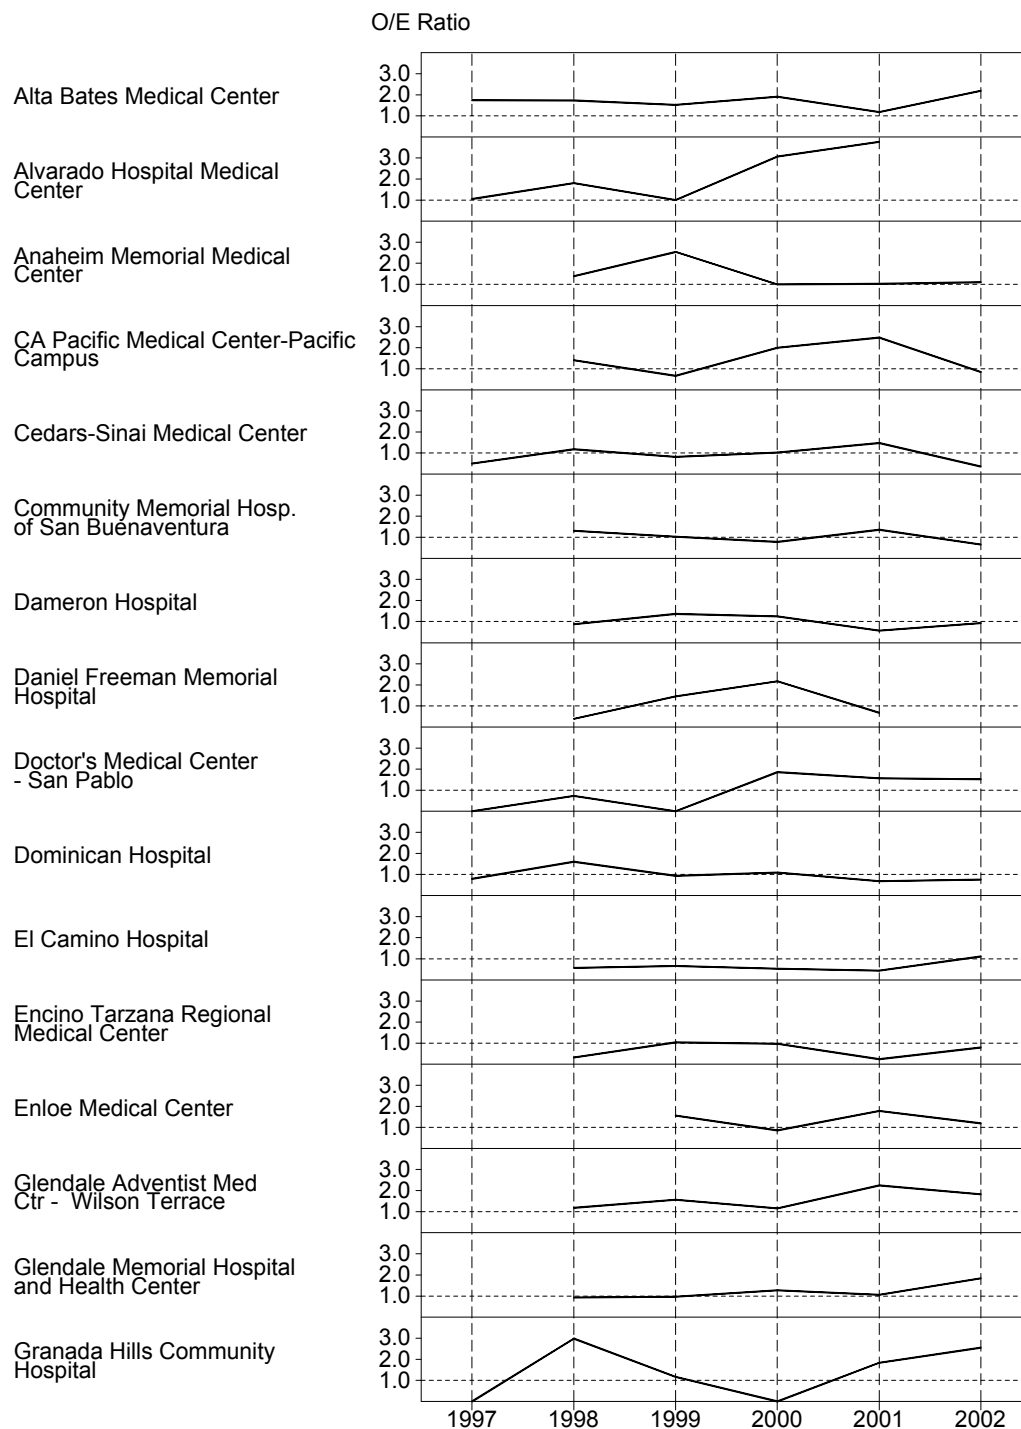 O/E Ratio
Alta Bates Medical Center
3.0
2.0
1.0
Alvarado Hospital Medical
Center
3.0
2.0
1.0
Anaheim Memorial Medical
Center
3.0
2.0
1.0
CA Pacific Medical Center-Pacific
Campus
3.0
2.0
1.0
Cedars-Sinai Medical Center
3.0
2.0
1.0
Community Memorial Hosp.
of San Buenaventura
3.0
2.0
1.0
Dameron Hospital
3.0
2.0
1.0
Daniel Freeman Memorial
Hospital
3.0
2.0
1.0
Doctor's Medical Center
- San Pablo
3.0
2.0
1.0
Dominican Hospital
3.0
2.0
1.0
El Camino Hospital
3.0
2.0
1.0
Encino Tarzana Regional
Medical Center
3.0
2.0
1.0
Enloe Medical Center
3.0
2.0
1.0
Glendale Adventist Med
Ctr - Wilson Terrace
3.0
2.0
1.0
Glendale Memorial Hospital
and Health Center
3.0
2.0
1.0
Granada Hills Community
Hospital
3.0
2.0
1.0
1997 1998 1999 2000 2001 2002